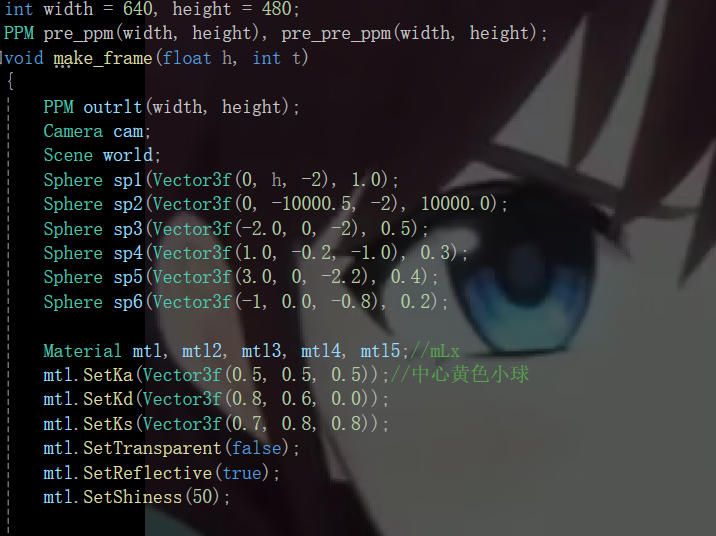 int width = 640, height = 480;
PPM pre_ppm(width, height), pre_pre_ppm(width, height);
void make_frame(float h, int t)
{
PPM outrlt(width, height);
Camera cam;
Scene world;
Sphere sp1(Vector3f(0, h, -2), 1.0);
Sphere sp2(Vector3f(0, -10000.5, -2), 10000.0);
Sphere sp3(Vector3f(-2.0, 0, -2), 0.5);
Sphere sp4(Vector3f(1.0, -0.2, -1.0), 0.3);
Sphere sp5(Vector3f(3.0, 0, -2.2), 0.4);
Sphere sp6(Vector3f(-1, 0.0, -0.8), 0.2);
Material mtl, mtl2, mtl3, mtl4, mtl5;//mLx
mtl.SetKa(Vector3f(0.5, 0.5, 0.5));//中心黄色小球
mtl.SetKd(Vector3f(0.8, 0.6, 0.0));
mtl.SetKs(Vector3f(0.7, 0.8, 0.8));
mtl.SetTransparent(false);
mtl.SetReflective(true);
mtl.SetShiness(50);